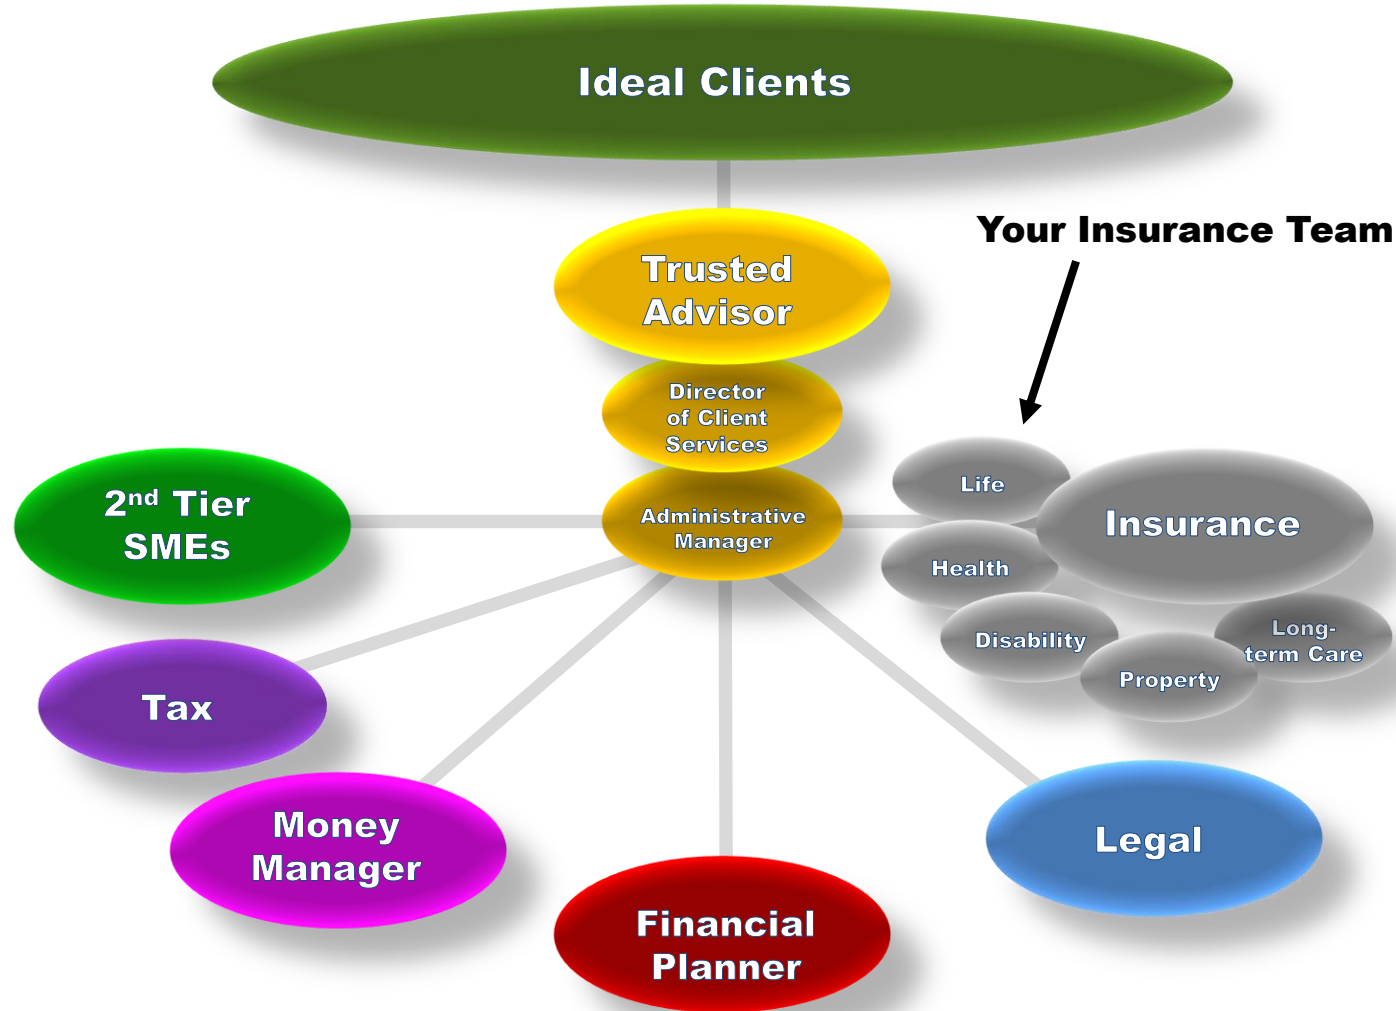 Ideal Clients
Your Insurance Team
Trusted
Advisor
Director
of Client
Services
Administrative
Manager
2nd Tier
SMEs
Life
Insurance
Health
Disability
Long-
term Care
Property
Tax
Money
Manager
Legal
Financial
Planner